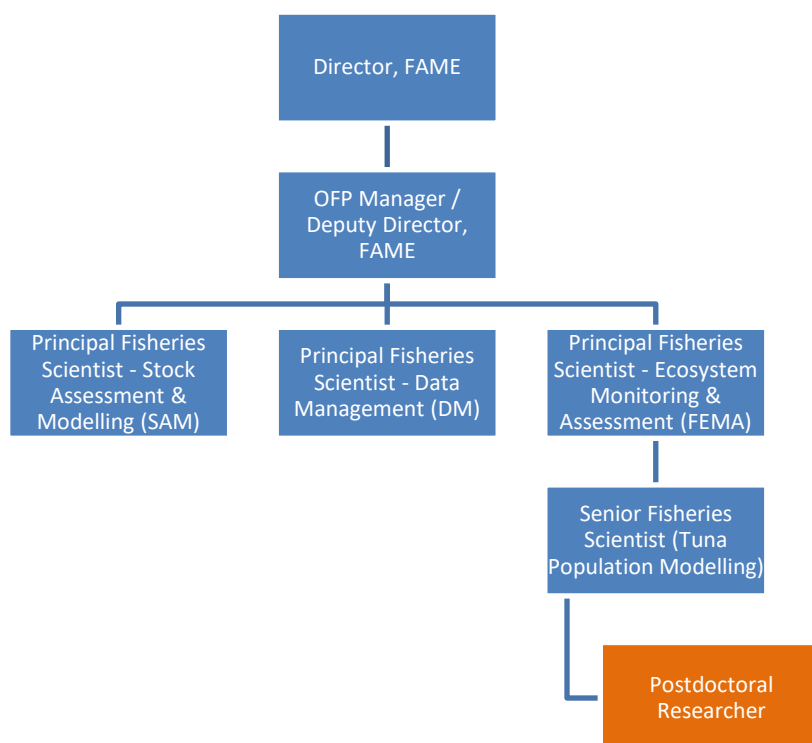 Director, FAME
OFP Manager /
Deputy Director,
FAME
Principal Fisheries
Scientist - Stock
Assessment &
Modelling (SAM)
Principal Fisheries
Scientist - Data
Management (DM)
Principal Fisheries
Scientist - Ecosystem
Monitoring &
Assessment (FEMA)
Senior Fisheries
Scientist (Tuna
Population Modelling)
Postdoctoral
Researcher